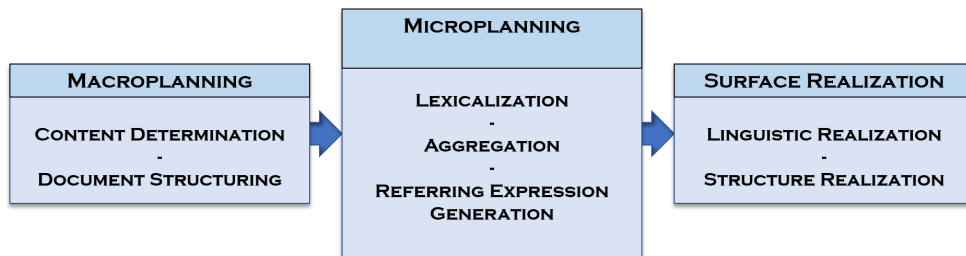 Macroplanning
Content Determination
-
Document Structuring
Microplanning
Lexicalization
-
Aggregation
-
Referring Expression
Generation
Surface Realization
Linguistic Realization
-
Structure Realization